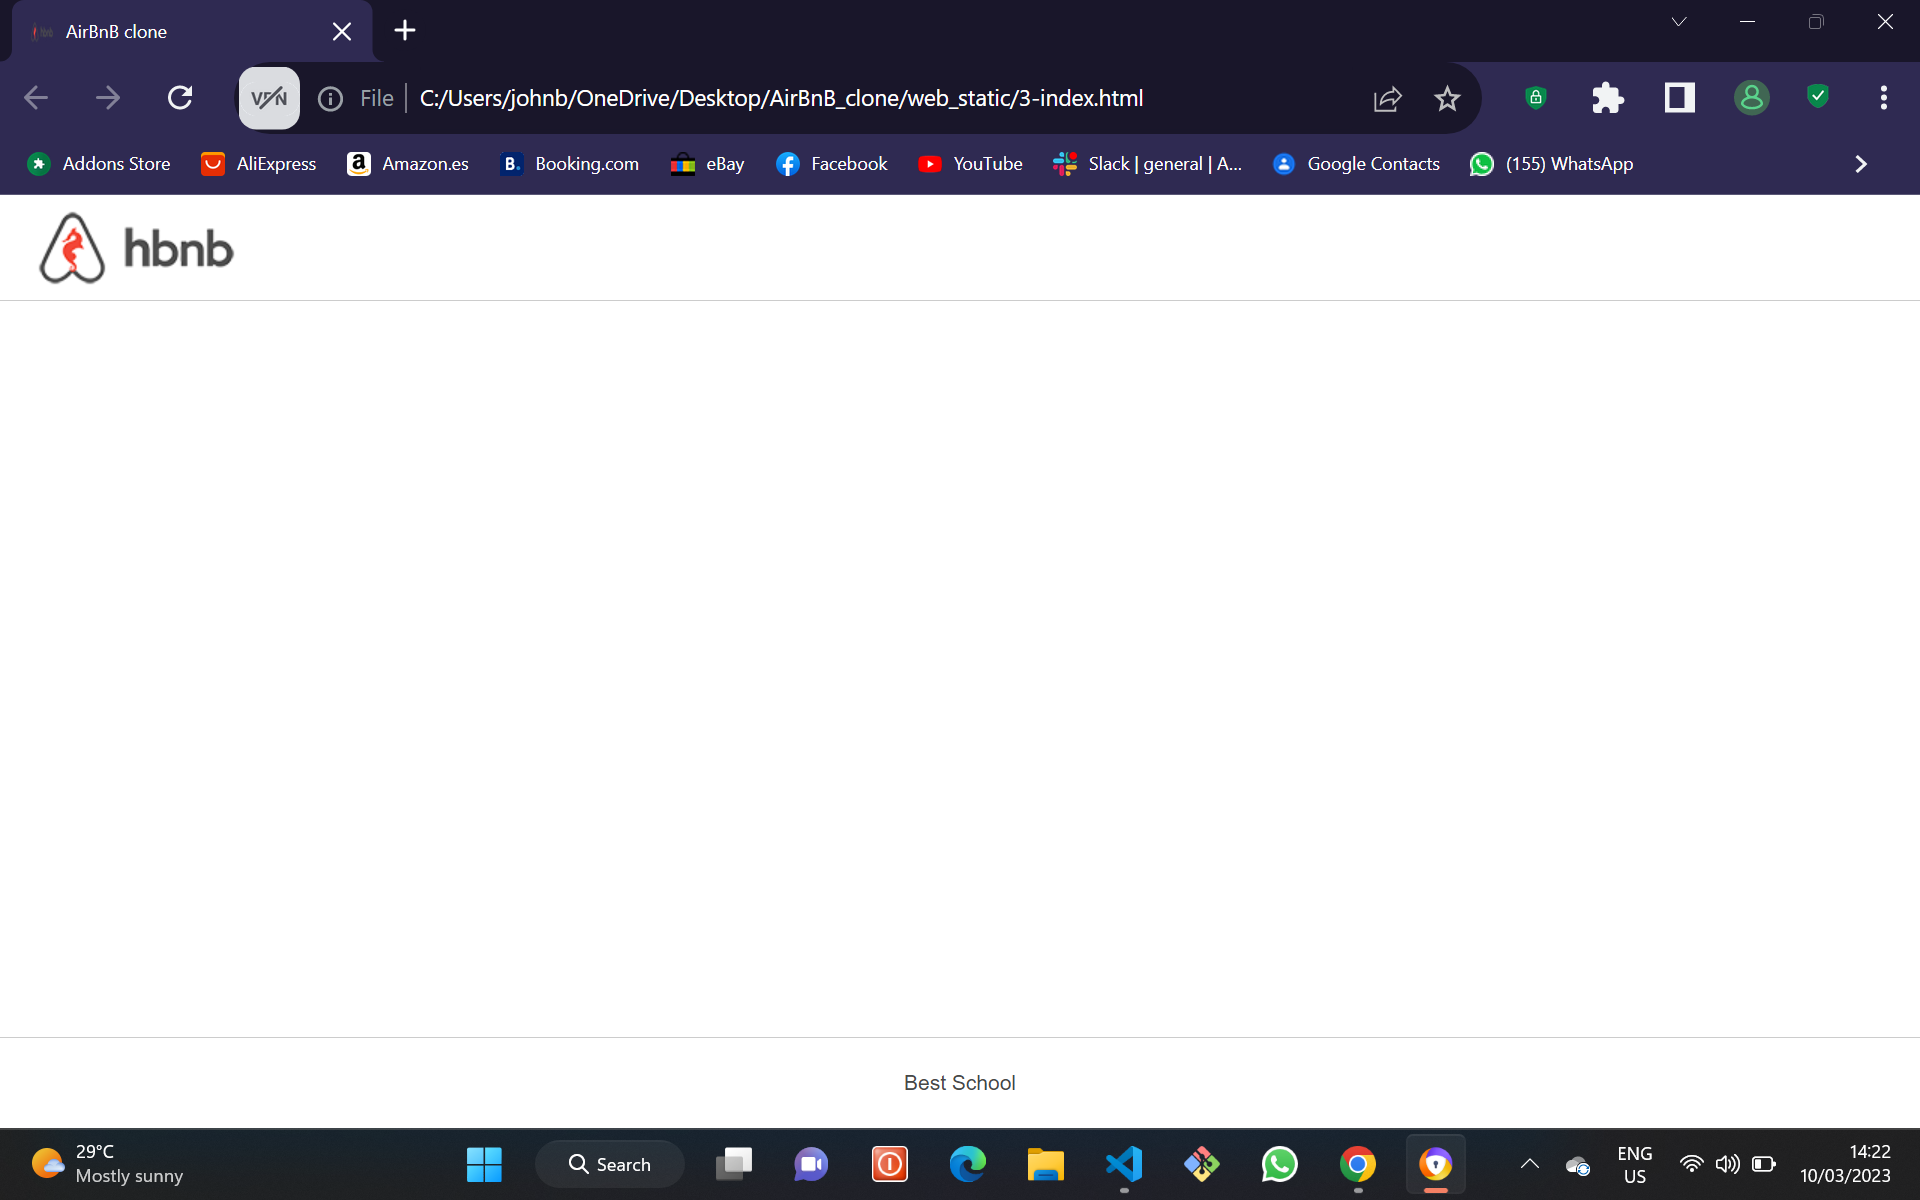 AirBnB clone
VPN
File
C:/Users/johnb/OneDrive/Desktop/AirBnB_clone/web_static/3-index.html
Addons Store
AliExpress
Amazon.es
B. Booking.com
eBay
Facebook
YouTube
Slack | general | A...
Google Contacts
(155) WhatsApp
hbnb
Best School
29°C
Mostly sunny
Search
ENG
US
14:22
10/03/2023